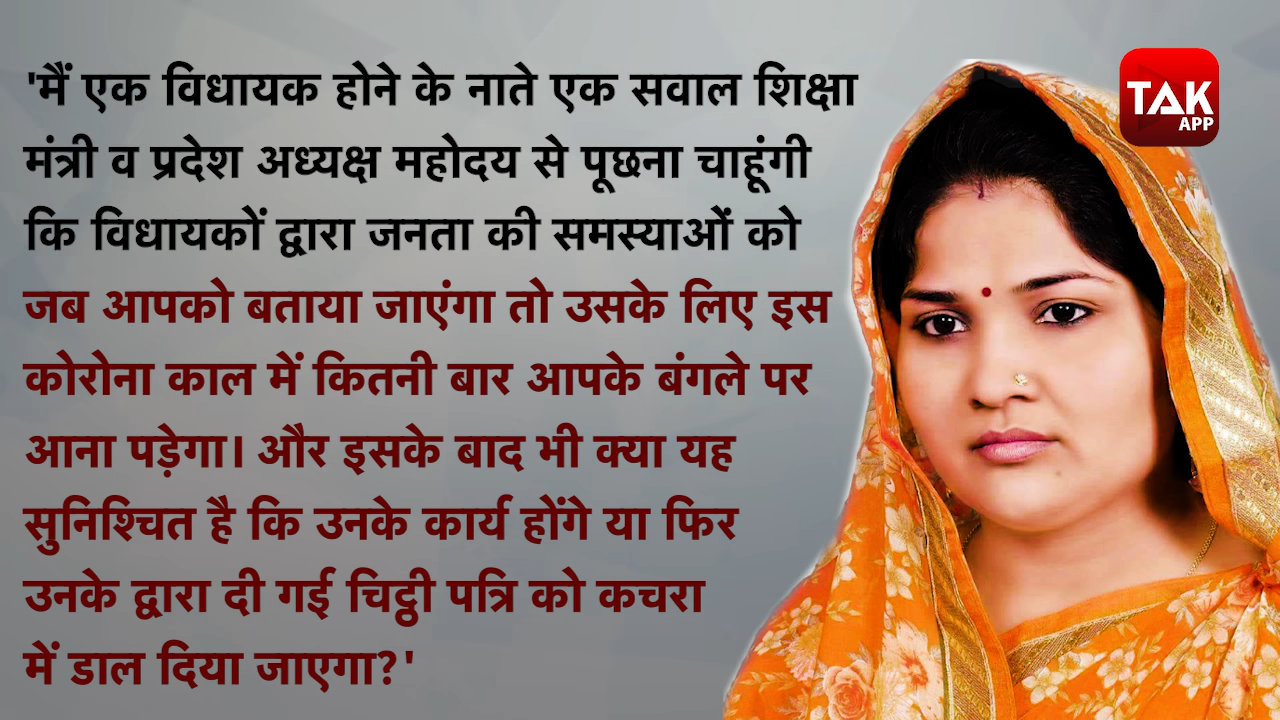 'मैं एक विधायक होने के नाते एक सवाल शिक्षा
मंत्री व प्रदेश अध्यक्ष महोदय से पूछना चाहूंगी
कि विधायकों द्वारा जनता की समस्याओं को
जब आपको बताया जाएंगा तो उसके लिए इस
कोरोना काल में कितनी बार आपके बंगले पर
आना पड़ेगा। और इसके बाद भी क्या यह
सुनिश्चित है कि उनके कार्य होंगे या फिर
उनके द्वारा दी गई चिट्ठी पत्रि को कचरा
में डाल दिया जाएगा?'
TAK
APP